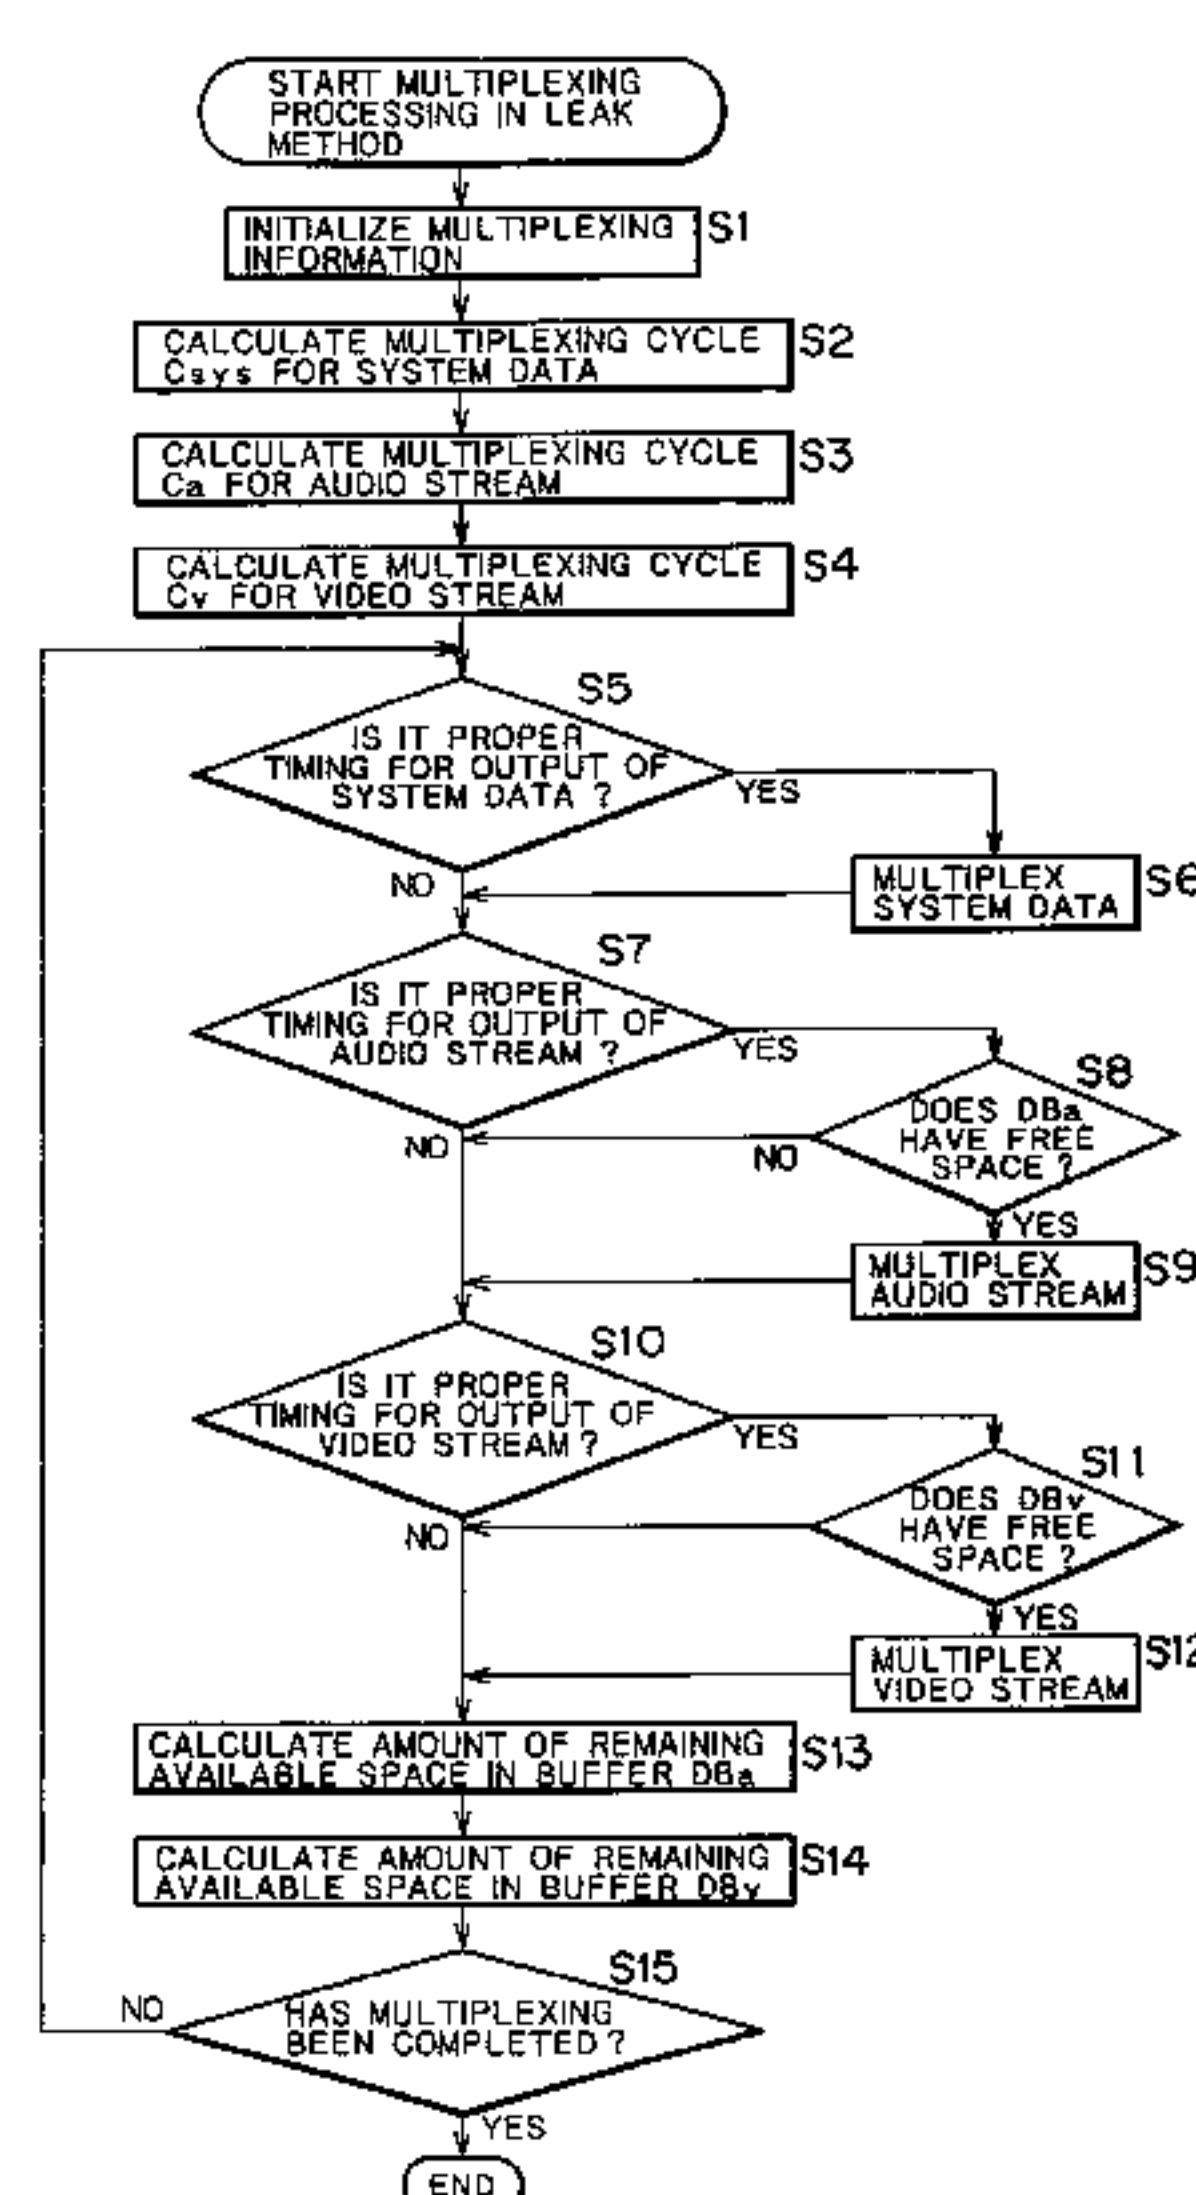 START MULTIPLEXING
PROCESSING IN LEAK
METHOD
INITIALIZE MULTIPLEXING
INFORMATION
S1
CALCULATE MULTIPLEXING CYCLE
Csys FOR SYSTEM DATA
S2
CALCULATE MULTIPLEXING CYCLE
Ca FOR AUDIO STREAM
S3
CALCULATE MULTIPLEXING CYCLE
Cv FOR VIDEO STREAM
S4
S5
IS IT PROPER
TIMING FOR OUTPUT OF
SYSTEM DATA ?
YES
NO
MULTIPLEX
SYSTEM DATA
S6
S7
IS IT PROPER
TIMING FOR OUTPUT OF
AUDIO STREAM ?
YES
NO
S8
DOES DBa
HAVE FREE
SPACE ?
NO
YES
MULTIPLEX
AUDIO STREAM
S9
S10
IS IT PROPER
TIMING FOR OUTPUT OF
VIDEO STREAM ?
YES
NO
S11
DOES DBv
HAVE FREE
SPACE ?
YES
MULTIPLEX
VIDEO STREAM
S12
CALCULATE AMOUNT OF REMAINING
AVAILABLE SPACE IN BUFFER DBa
S13
CALCULATE AMOUNT OF REMAINING
AVAILABLE SPACE IN BUFFER DBv
S14
S15
HAS MULTIPLEXING
BEEN COMPLETED ?
NO
YES
END